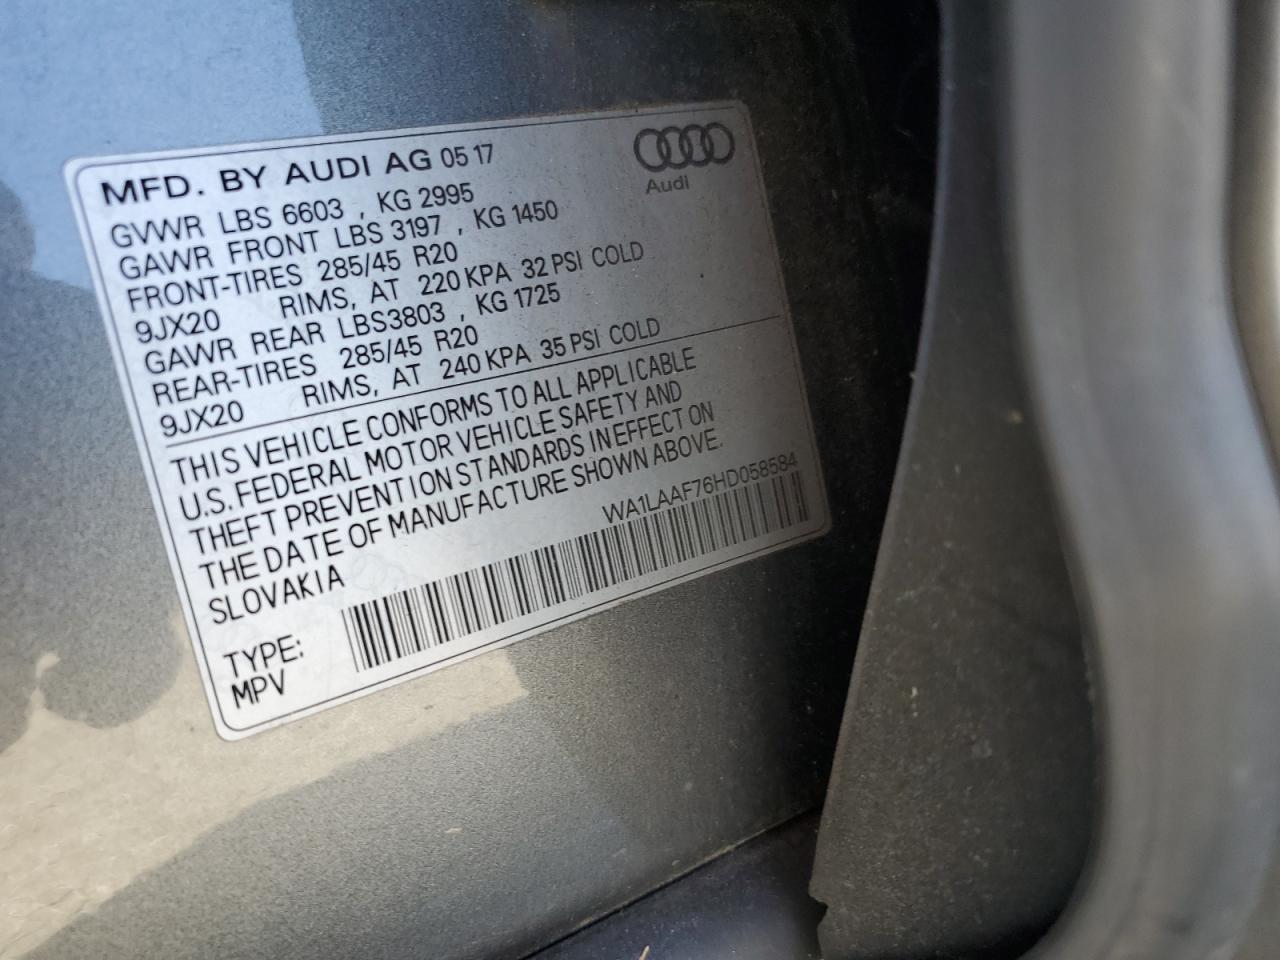 MFD. BY AUDI AG 05 17
Audi
GVWR LBS 6603 , KG 2995
GAWR FRONT LBS 3197 , KG 1450
FRONT-TIRES 285/45 R20
9JX20 RIMS, AT 220 KPA 32 PSI COLD
GAWR REAR LBS3803 , KG 1725
REAR-TIRES 285/45 R20
9JX20 RIMS, AT 240 KPA 35 PSI COLD
THIS VEHICLE CONFORMS TO ALL APPLICABLE
U.S. FEDERAL MOTOR VEHICLE SAFETY AND
THEFT PREVENTION STANDARDS IN EFFECT ON
THE DATE OF MANUFACTURE SHOWN ABOVE.
SLOVAKIA
WA1LAAF76HD058584
TYPE:
MPV